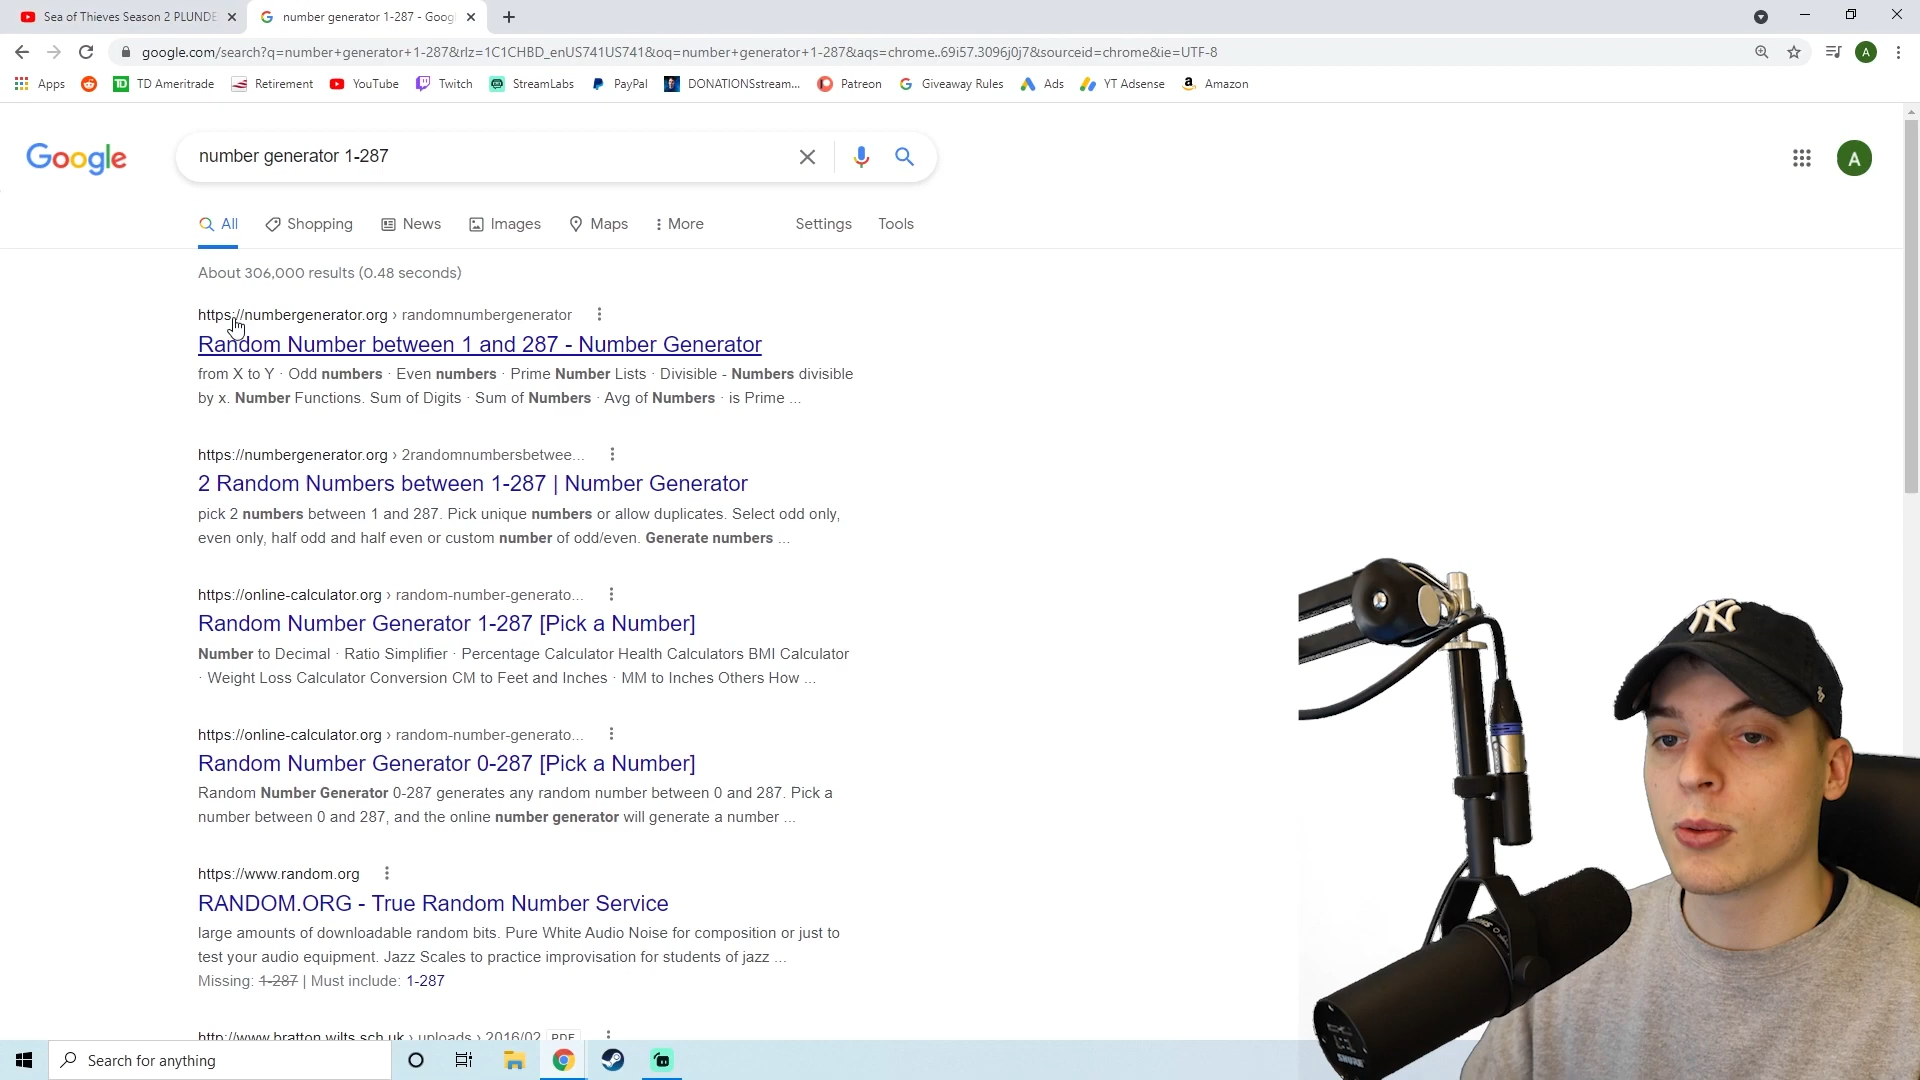 Sea of Thieves Season 2 PLUNDE
number generator 1-287 - Goog
google.com/search?q=number+generator+1-287&rlz=1C1CHBD_enUS741US741&oq=number+generator+1-287&aqs=chrome..69i57.3096j0j7&sourceid=chrome&ie=UTF-8
A
Apps
TD Ameritrade
Retirement
YouTube
Twitch
StreamLabs
PayPal
DONATIONSstream...
Patreon
Giveaway Rules
Ads
YT Adsense
Amazon
Google
number generator 1-287
A
All
Shopping
News
Images
Maps
More
Settings
Tools
About 306,000 results (0.48 seconds)
https://numbergenerator.org › randomnumbergenerator
Random Number between 1 and 287 - Number Generator
from X to Y · Odd numbers · Even numbers · Prime Number Lists · Divisible - Numbers divisible
by x. Number Functions. Sum of Digits · Sum of Numbers · Avg of Numbers · is Prime ...
https://numbergenerator.org › 2randomnumbersbetwee...
2 Random Numbers between 1-287 | Number Generator
pick 2 numbers between 1 and 287. Pick unique numbers or allow duplicates. Select odd only,
even only, half odd and half even or custom number of odd/even. Generate numbers ...
https://online-calculator.org › random-number-generato...
Random Number Generator 1-287 [Pick a Number]
Number to Decimal · Ratio Simplifier · Percentage Calculator Health Calculators BMI Calculator
· Weight Loss Calculator Conversion CM to Feet and Inches · MM to Inches Others How ...
https://online-calculator.org › random-number-generato...
Random Number Generator 0-287 [Pick a Number]
Random Number Generator 0-287 generates any random number between 0 and 287. Pick a
number between 0 and 287, and the online number generator will generate a number ...
https://www.random.org
RANDOM.ORG - True Random Number Service
large amounts of downloadable random bits. Pure White Audio Noise for composition or just to
test your audio equipment. Jazz Scales to practice improvisation for students of jazz ...
Missing: 1-287 | Must include: 1-287
http://www.bratton.wilts.sch.uk › uploads › 2016/02 PDF
NY
SHURE
Search for anything